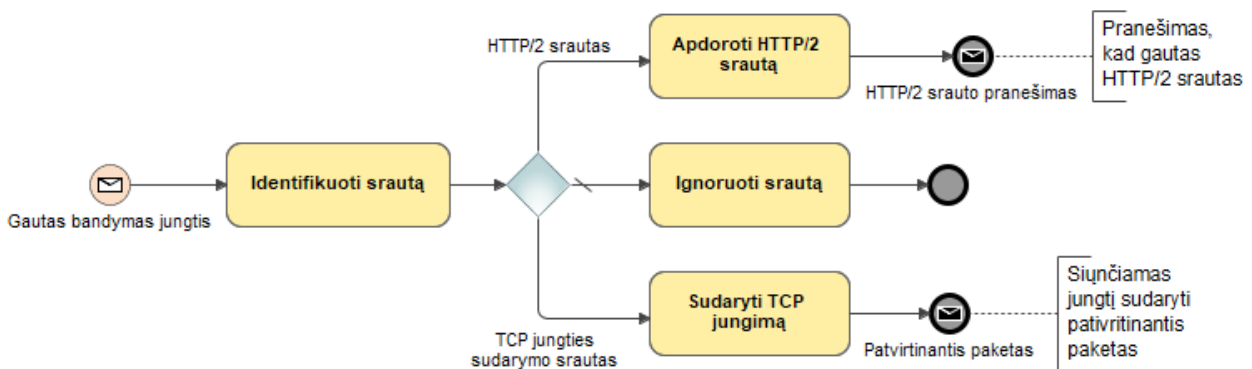 HTTP/2 srautas
Apdoroti HTTP/2
srautą
HTTP/2 srauto pranešimas
Pranešimas,
kad gautas
HTTP/2 srautas
Gautas bandymas jungtis
Identifikuoti srautą
Ignoruoti srautą
TCP jungties
sudarymo srautas
Sudaryti TCP
jungimą
Patvirtinantis paketas
Siųnčiamas
jungtį sudaryti
pativritinantis
paketas